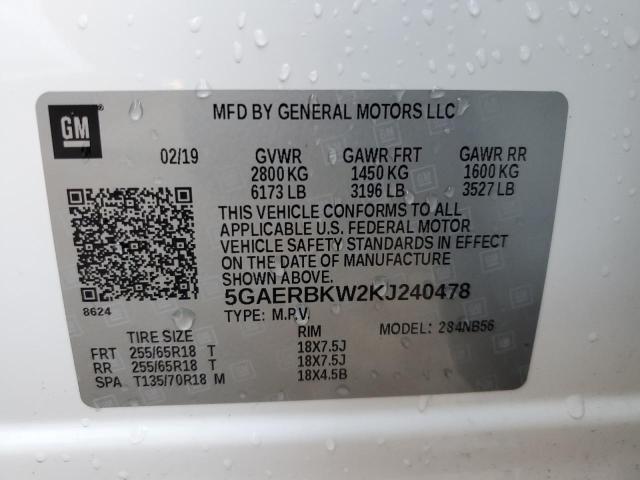 GM
MFD BY GENERAL MOTORS LLC
02/19 GVWR GAWR FRT GAWR RR
2800 KG 1450 KG 1600 KG
6173 LB 3196 LB 3527 LB
THIS VEHICLE CONFORMS TO ALL
APPLICABLE U.S. FEDERAL MOTOR
VEHICLE SAFETY STANDARDS IN EFFECT
ON THE DATE OF MANUFACTURE
SHOWN ABOVE.
8624
5GAERBKW2KJ240478
TYPE: M.P.V. MODEL: 284NB56
TIRE SIZE RIM
FRT 255/65R18 T 18X7.5J
RR 255/65R18 T 18X7.5J
SPA T135/70R18 M 18X4.5B